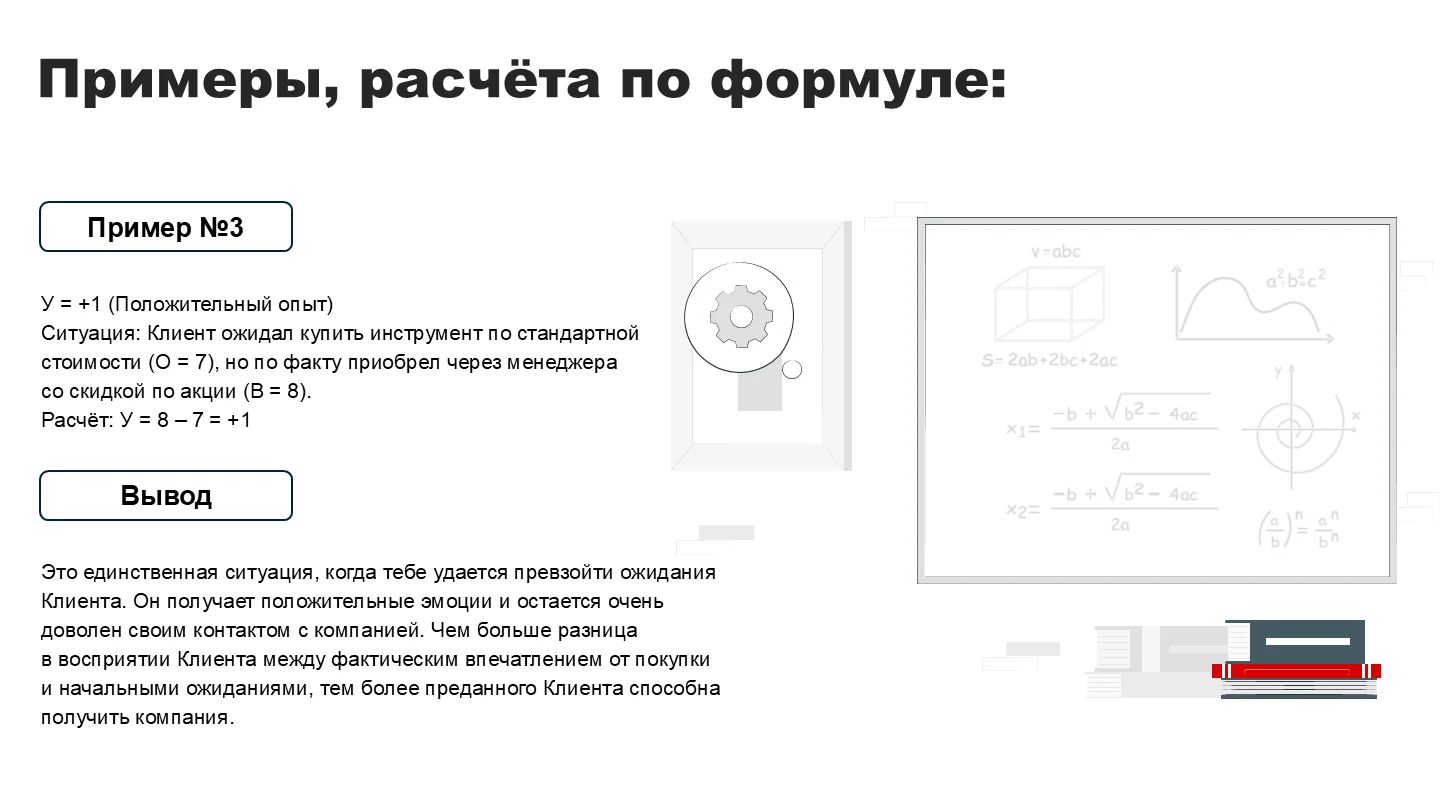 Примеры, расчёта по формуле:
Пример №3
У = +1 (Положительный опыт)
Ситуация: Клиент ожидал купить инструмент по стандартной
стоимости (О = 7), но по факту приобрел через менеджера
со скидкой по акции (В = 8).
Расчёт: У = 8 – 7 = +1
Вывод
Это единственная ситуация, когда тебе удается превзойти ожидания
Клиента. Он получает положительные эмоции и остается очень
доволен своим контактом с компанией. Чем больше разница
в восприятии Клиента между фактическим впечатлением от покупки
и начальными ожиданиями, тем более преданного Клиента способна
получить компания.
v=abc
S= 2ab+2bc+2ac
a²+b²=c²
x₁= −b + √b² − 4ac
2a
x₂= −b + √b² − 4ac
2a
y
x
(a/b)ⁿ = aⁿ/bⁿ